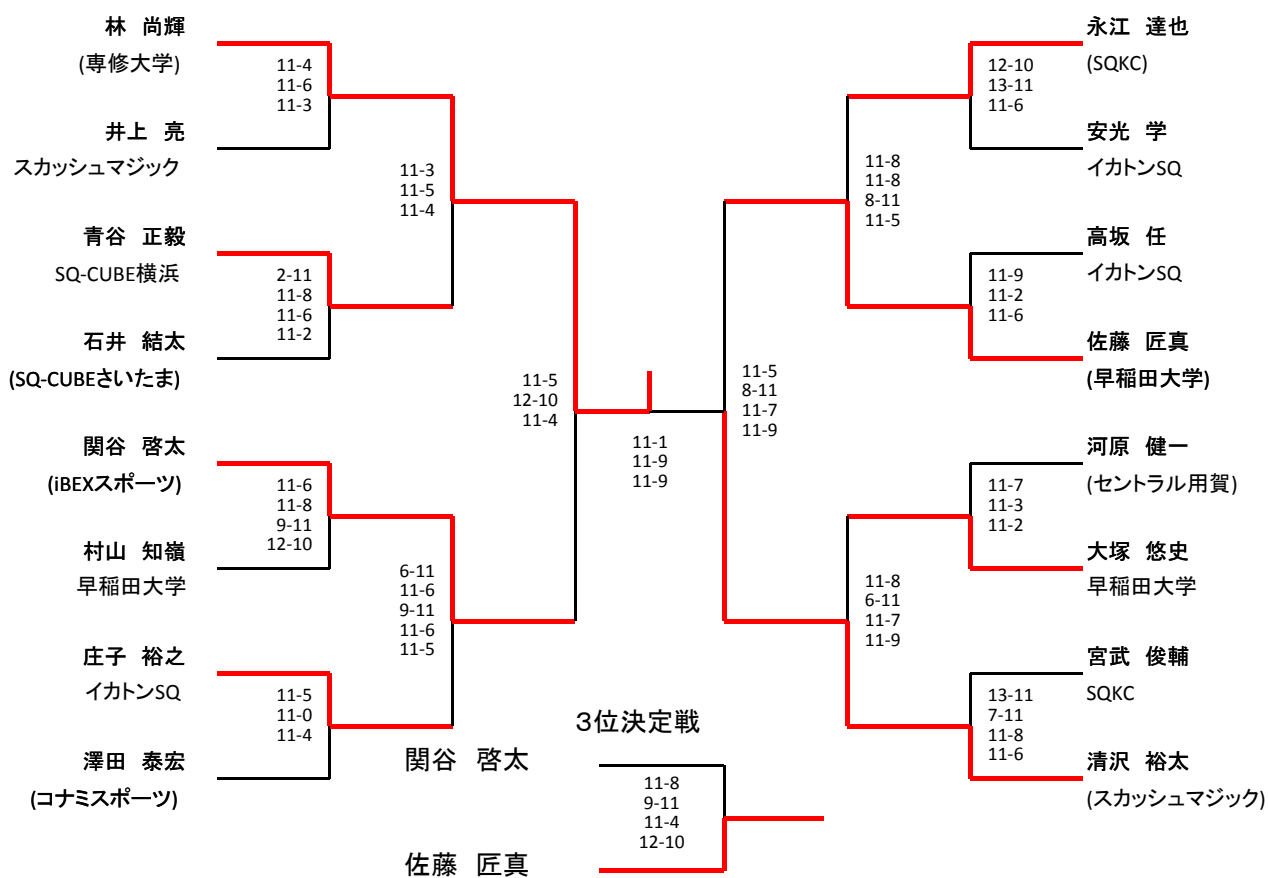 林 尚輝
(専修大学)
11-4
11-6
11-3
井上 亮
スカッシュマジック
11-3
11-5
11-4
青谷 正毅
SQ-CUBE横浜
2-11
11-8
11-6
11-2
石井 結太
(SQ-CUBEさいたま)
11-5
12-10
11-4
関谷 啓太
(iBEXスポーツ)
11-6
11-8
9-11
12-10
村山 知嶺
早稲田大学
6-11
11-6
9-11
11-6
11-5
庄子 裕之
イカトンSQ
11-5
11-0
11-4
澤田 泰宏
(コナミスポーツ)
11-1
11-9
11-9
永江 達也
(SQKC)
12-10
13-11
11-6
安光 学
イカトンSQ
11-8
11-8
8-11
11-5
高坂 任
イカトンSQ
11-9
11-2
11-6
佐藤 匠真
(早稲田大学)
11-5
8-11
11-7
11-9
河原 健一
(セントラル用賀)
11-7
11-3
11-2
大塚 悠史
早稲田大学
11-8
6-11
11-7
11-9
宮武 俊輔
SQKC
13-11
7-11
11-8
11-6
清沢 裕太
(スカッシュマジック)
3位決定戦
関谷 啓太
11-8
9-11
11-4
12-10
佐藤 匠真